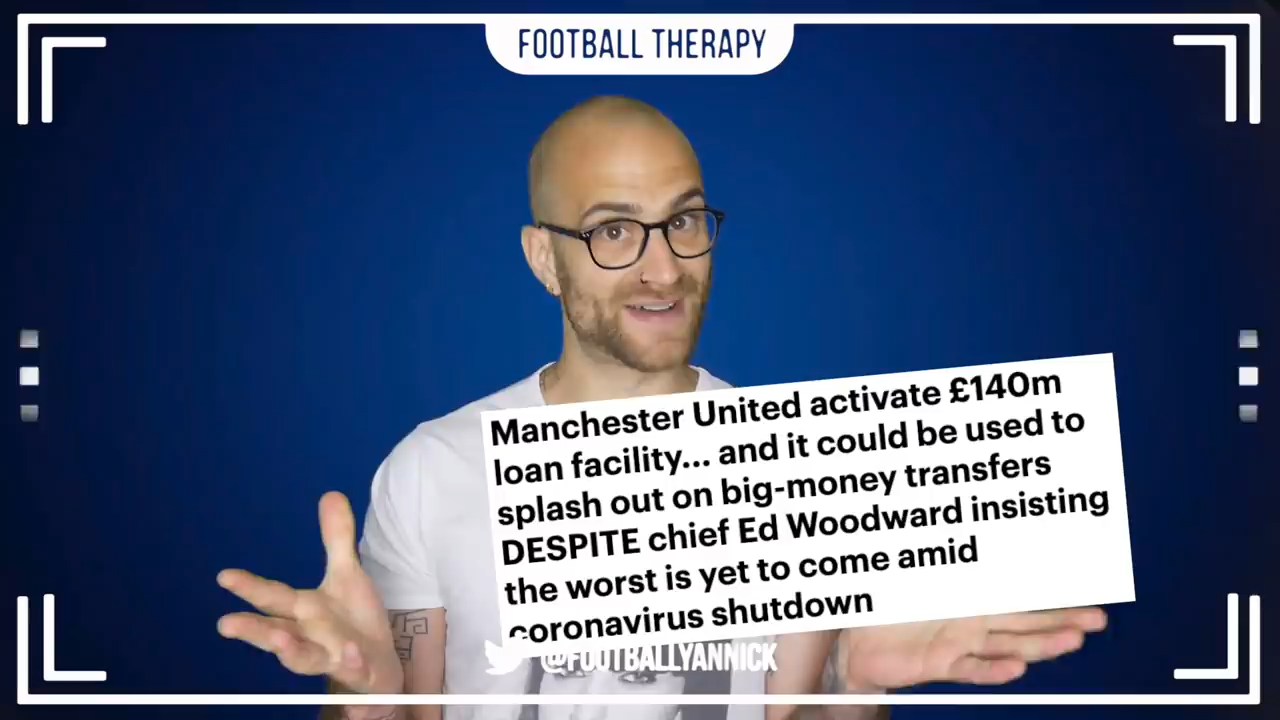 FOOTBALL THERAPY
Manchester United activate £140m
loan facility... and it could be used to
splash out on big-money transfers
DESPITE chief Ed Woodward insisting
the worst is yet to come amid
coronavirus shutdown
@FOOTBALLYANNICK